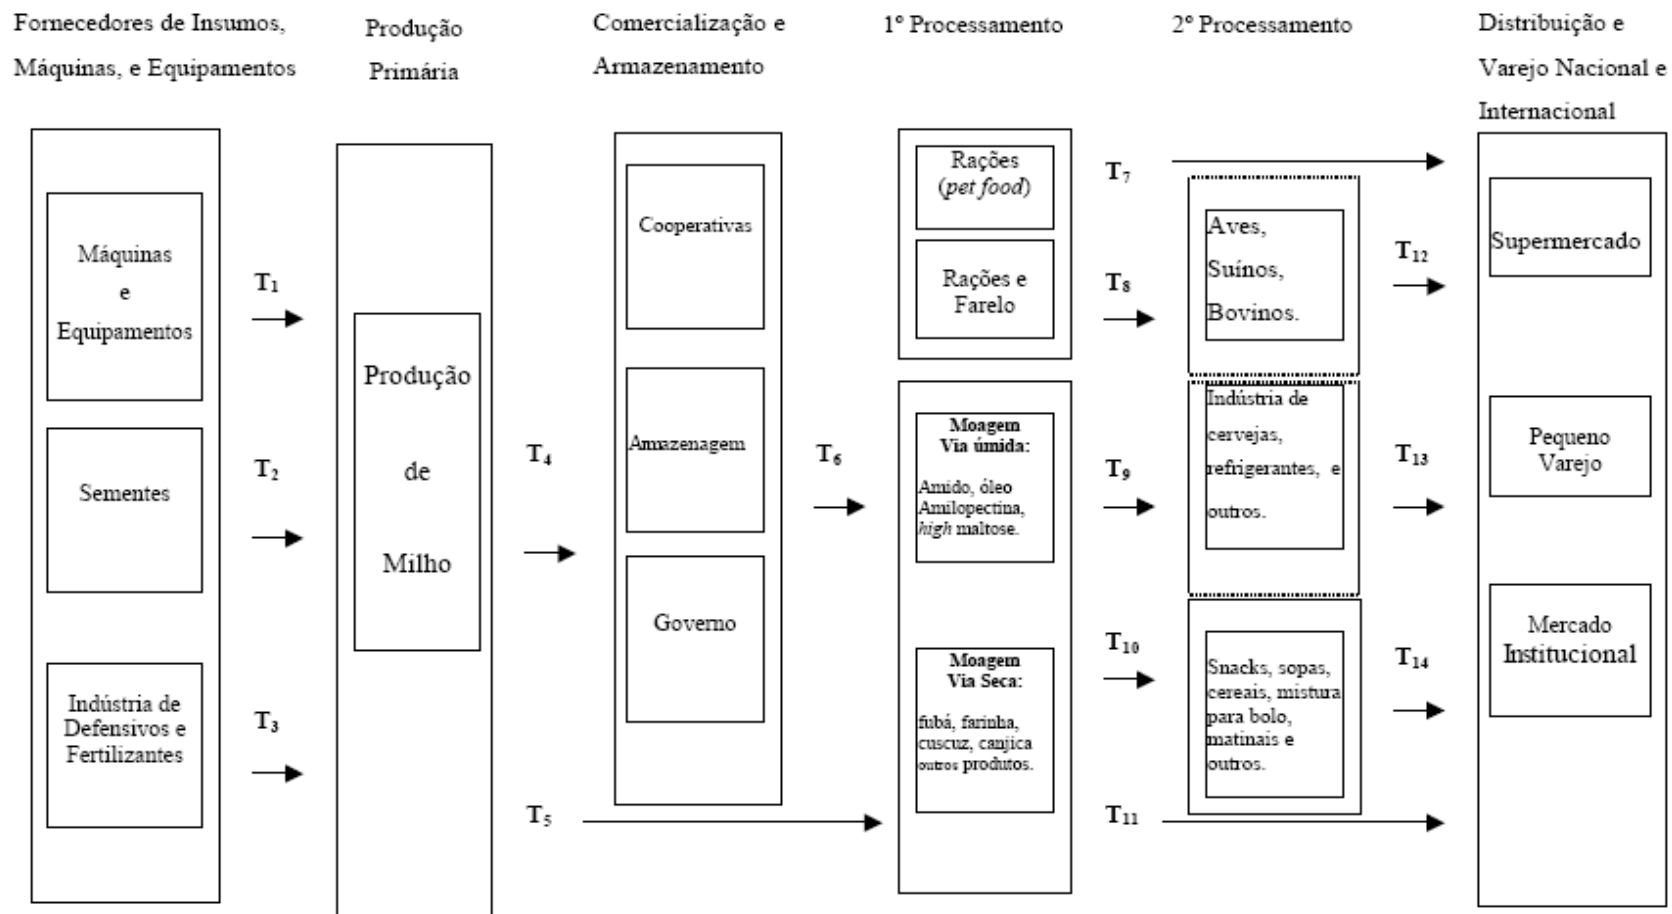 Fornecedores de Insumos,
Máquinas, e Equipamentos
Produção
Primária
Comercialização e
Armazenamento
1º Processamento
2º Processamento
Distribuição e
Varejo Nacional e
Internacional
Máquinas
e
Equipamentos
Sementes
Indústria de
Defensivos e
Fertilizantes
T1
T2
T3
Produção
de
Milho
T4
T5
Cooperativas
Armazenagem
Governo
T6
Rações
(pet food)
Rações e
Farelo
Moagem
Via úmida:
Amido, óleo
Amilopectina,
high maltose.
Moagem
Via Seca:
fubá, farinha,
cuscuz, canjica
outros produtos.
T7
T8
T9
T10
T11
Aves,
Suínos,
Bovinos.
Indústria de
cervejas,
refrigerantes, e
outros.
Snacks, sopas,
cereais, mistura
para bolo,
matinais e
outros.
T12
T13
T14
Supermercado
Pequeno
Varejo
Mercado
Institucional